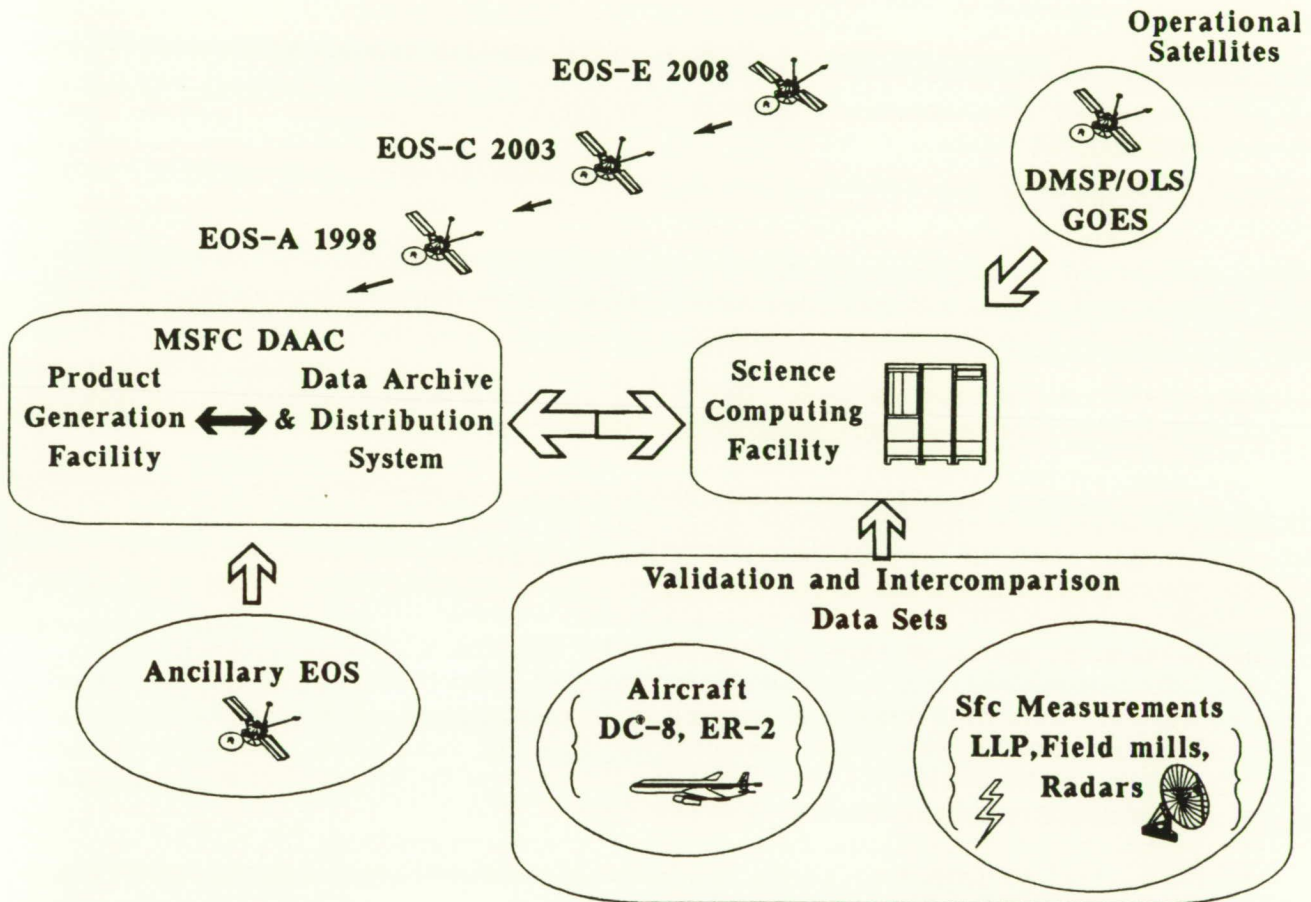 Operational
Satellites
EOS-E 2008
EOS-C 2003
EOS-A 1998
DMSP/OLS
GOES
MSFC DAAC
Product
Generation
Facility
Data Archive
& Distribution
System
Science
Computing
Facility
Validation and Intercomparison
Data Sets
Ancillary EOS
Aircraft
DC-8, ER-2
Sfc Measurements
LLP,Field mills,
Radars